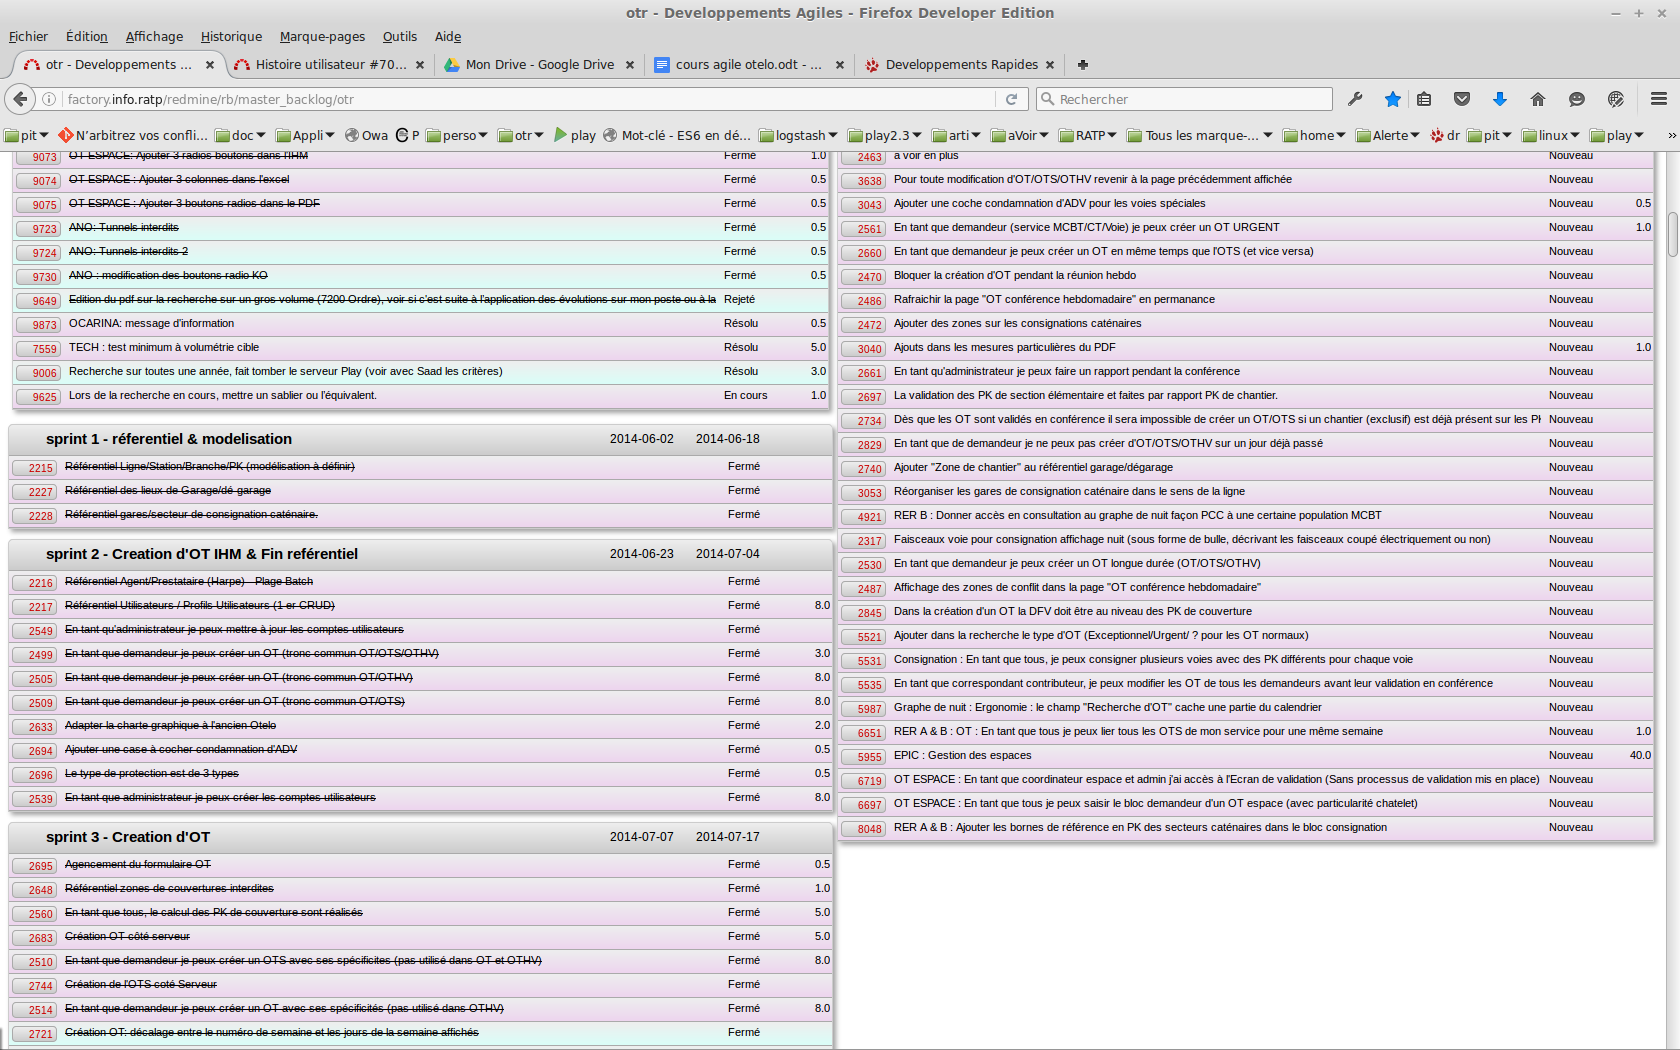 otr - Developpements Agiles - Firefox Developer Edition
Fichier Édition Affichage Historique Marque-pages Outils Aide
otr - Developpements ... Histoire utilisateur #70... Mon Drive - Google Drive cours agile otelo.odt - ... Developpements Rapides
factory.info.ratp/redmine/rb/master_backlog/otr Rechercher
pit N'arbitrez vos confli... doc Appli Owa P perso otr play Mot-clé - ES6 en dé... logstash play2.3 arti aVoir RATP Tous les marque-... home Alerte dr pit linux play »
9073 OT ESPACE: Ajouter 3 radios boutons dans l'IHM Fermé 1.0
9074 OT ESPACE : Ajouter 3 colonnes dans l'excel Fermé 0.5
9075 OT ESPACE : Ajouter 3 boutons radios dans le PDF Fermé 0.5
9723 ANO: Tunnels interdits Fermé 0.5
9724 ANO: Tunnels interdits 2 Fermé 0.5
9730 ANO : modification des boutons radio KO Fermé 0.5
9649 Edition du pdf sur la recherche sur un gros volume (7200 Ordre), voir si c'est suite à l'application des évolutions sur mon poste ou à la Rejeté
9873 OCARINA: message d'information Résolu 0.5
7559 TECH : test minimum à volumétrie cible Résolu 5.0
9006 Recherche sur toutes une année, fait tomber le serveur Play (voir avec Saad les critères) Résolu 3.0
9625 Lors de la recherche en cours, mettre un sablier ou l'équivalent. En cours 1.0
sprint 1 - réferentiel & modelisation 2014-06-02 2014-06-18
2215 Référentiel Ligne/Station/Branche/PK (modélisation à définir) Fermé
2227 Référentiel des lieux de Garage/dé-garage Fermé
2228 Référentiel gares/secteur de consignation caténaire. Fermé
sprint 2 - Creation d'OT IHM & Fin reférentiel 2014-06-23 2014-07-04
2216 Référentiel Agent/Prestataire (Harpe) - Plage Batch Fermé
2217 Référentiel Utilisateurs / Profils Utilisateurs (1 er CRUD) Fermé 8.0
2549 En tant qu'administrateur je peux mettre à jour les comptes utilisateurs Fermé
2499 En tant que demandeur je peux créer un OT (tronc commun OT/OTS/OTHV) Fermé 3.0
2505 En tant que demandeur je peux créer un OT (tronc commun OT/OTHV) Fermé 8.0
2509 En tant que demandeur je peux créer un OT (tronc commun OT/OTS) Fermé 8.0
2633 Adapter la charte graphique à l'ancien Otelo Fermé 2.0
2694 Ajouter une case à cocher condamnation d'ADV Fermé 0.5
2696 Le type de protection est de 3 types Fermé 0.5
2539 En tant que administrateur je peux créer les comptes utilisateurs Fermé 8.0
sprint 3 - Creation d'OT 2014-07-07 2014-07-17
2695 Agencement du formulaire OT Fermé 0.5
2648 Référentiel zones de couvertures interdites Fermé 1.0
2560 En tant que tous, le calcul des PK de couverture sont réalisés Fermé 5.0
2683 Création OT côté serveur Fermé 5.0
2510 En tant que demandeur je peux créer un OTS avec ses spécificites (pas utilisé dans OT et OTHV) Fermé 8.0
2744 Création de l'OTS coté Serveur Fermé
2514 En tant que demandeur je peux créer un OT avec ses spécificités (pas utilisé dans OTHV) Fermé 8.0
2721 Création OT: décalage entre le numéro de semaine et les jours de la semaine affichés Fermé
2463 a voir en plus Nouveau
3638 Pour toute modification d'OT/OTS/OTHV revenir à la page précédemment affichée Nouveau
3043 Ajouter une coche condamnation d'ADV pour les voies spéciales Nouveau 0.5
2561 En tant que demandeur (service MCBT/CT/Voie) je peux créer un OT URGENT Nouveau 1.0
2660 En tant que demandeur je peux créer un OT en même temps que l'OTS (et vice versa) Nouveau
2470 Bloquer la création d'OT pendant la réunion hebdo Nouveau
2486 Rafraichir la page "OT conférence hebdomadaire" en permanance Nouveau
2472 Ajouter des zones sur les consignations caténaires Nouveau
3040 Ajouts dans les mesures particulières du PDF Nouveau 1.0
2661 En tant qu'administrateur je peux faire un rapport pendant la conférence Nouveau
2697 La validation des PK de section élémentaire et faites par rapport PK de chantier. Nouveau
2734 Dès que les OT sont validés en conférence il sera impossible de créer un OT/OTS si un chantier (exclusif) est déjà présent sur les PK Nouveau
2829 En tant que de demandeur je ne peux pas créer d'OT/OTS/OTHV sur un jour déjà passé Nouveau
2740 Ajouter "Zone de chantier" au référentiel garage/dégarage Nouveau
3053 Réorganiser les gares de consignation caténaire dans le sens de la ligne Nouveau
4921 RER B : Donner accès en consultation au graphe de nuit façon PCC à une certaine population MCBT Nouveau
2317 Faisceaux voie pour consignation affichage nuit (sous forme de bulle, décrivant les faisceaux coupé électriquement ou non) Nouveau
2530 En tant que demandeur je peux créer un OT longue durée (OT/OTS/OTHV) Nouveau
2487 Affichage des zones de conflit dans la page "OT conférence hebdomadaire" Nouveau
2845 Dans la création d'un OT la DFV doit être au niveau des PK de couverture Nouveau
5521 Ajouter dans la recherche le type d'OT (Exceptionnel/Urgent/ ? pour les OT normaux) Nouveau
5531 Consignation : En tant que tous, je peux consigner plusieurs voies avec des PK différents pour chaque voie Nouveau
5535 En tant que correspondant contributeur, je peux modifier les OT de tous les demandeurs avant leur validation en conférence Nouveau
5987 Graphe de nuit : Ergonomie : le champ "Recherche d'OT" cache une partie du calendrier Nouveau
6651 RER A & B : OT : En tant que tous je peux lier tous les OTS de mon service pour une même semaine Nouveau 1.0
5955 EPIC : Gestion des espaces Nouveau 40.0
6719 OT ESPACE : En tant que coordinateur espace et admin j'ai accès à l'Ecran de validation (Sans processus de validation mis en place) Nouveau
6697 OT ESPACE : En tant que tous je peux saisir le bloc demandeur d'un OT espace (avec particularité chatelet) Nouveau
8048 RER A & B : Ajouter les bornes de référence en PK des secteurs caténaires dans le bloc consignation Nouveau